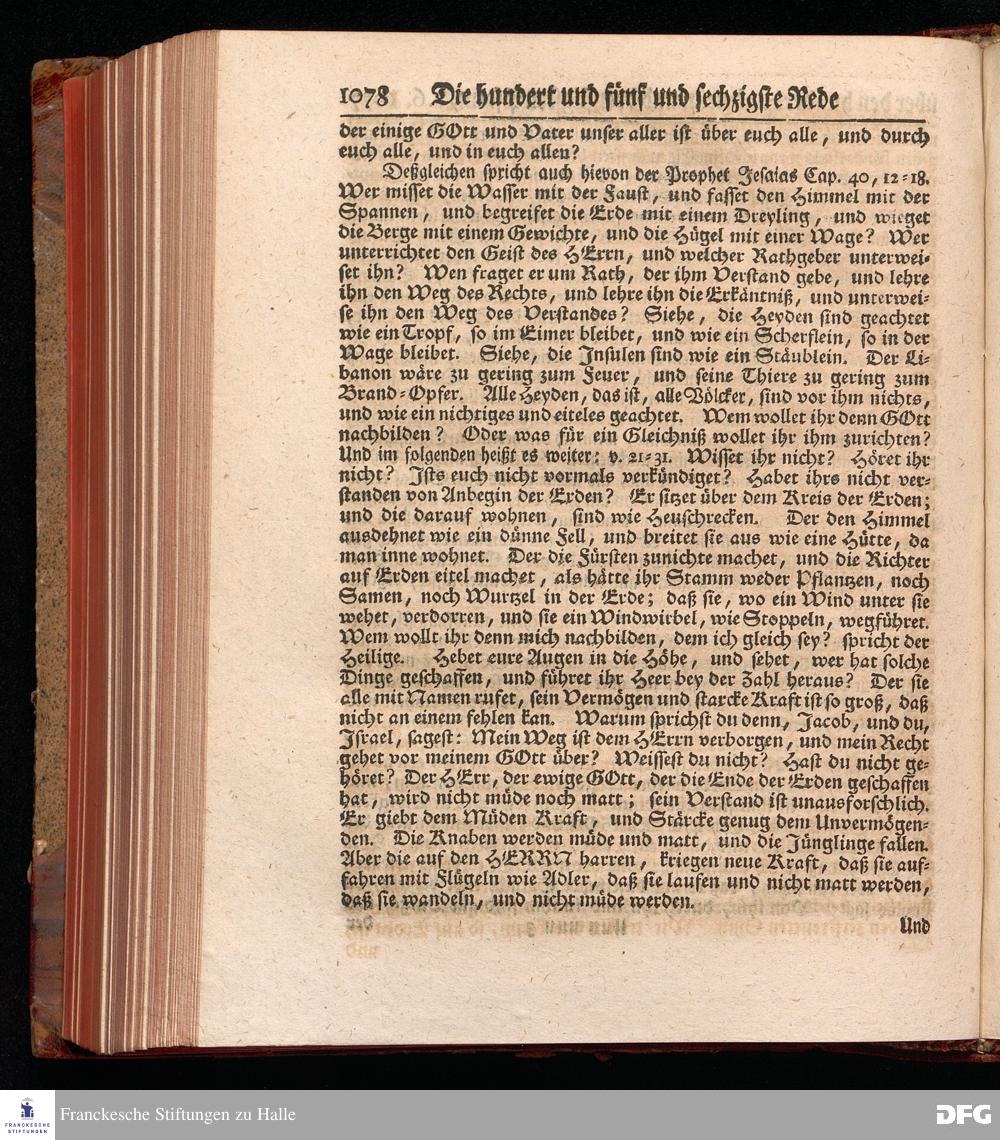 1078 Die hundert und fünf und sechzigste Rede
der einige GOtt und Vater unser aller ist über euch alle, und durch
euch alle, und in euch allen?
Deßgleichen spricht auch hievon der Prophet Jesaias Cap. 40, 12-18.
Wer misset die Wasser mit der Faust, und fasset den Himmel mit der
Spannen, und begreifet die Erde mit einem Dreyling, und wieget
die Berge mit einem Gewichte, und die Hügel mit einer Wage? Wer
unterrichtet den Geist des HErrn, und welcher Rathgeber unterwei-
set ihn? Wen fraget er um Rath, der ihm Verstand gebe, und lehre
ihn den Weg des Rechts, und lehre ihn die Erkäntniß, und unterwei-
se ihn den Weg des Verstandes? Siehe, die Heyden sind geachtet
wie ein Tropf, so im Eimer bleibet, und wie ein Scherflein, so in der
Wage bleibet. Siehe, die Insulen sind wie ein Stäublein. Der Li-
banon wäre zu gering zum Feuer, und seine Thiere zu gering zum
Brand-Opfer. Alle Heyden, das ist, alle Völcker, sind vor ihm nichts,
und wie ein nichtiges und eiteles geachtet. Wem wollet ihr denn GOtt
nachbilden? Oder was für ein Gleichniß wollet ihr ihm zurichten?
Und im folgenden heißt es weiter: v. 21-31. Wisset ihr nicht? Höret ihr
nicht? Ists euch nicht vormals verkündiget? Habet ihrs nicht ver-
standen von Anbegin der Erden? Er sitzet über dem Kreis der Erden;
und die darauf wohnen, sind wie Heuschrecken. Der den Himmel
ausdehnet wie ein dünne Fell, und breitet sie aus wie eine Hütte, da
man inne wohnet. Der die Fürsten zunichte machet, und die Richter
auf Erden eitel machet, als hätte ihr Stamm weder Pflantzen, noch
Samen, noch Wurtzel in der Erde; daß sie, wo ein Wind unter sie
wehet, verdorren, und sie ein Windwirbel, wie Stoppeln, wegführet.
Wem wollt ihr denn mich nachbilden, dem ich gleich sey? spricht der
Heilige. Hebet eure Augen in die Höhe, und sehet, wer hat solche
Dinge geschaffen, und führet ihr Heer bey der Zahl heraus? Der sie
alle mit Namen rufet, sein Vermögen und starcke Kraft ist so groß, daß
nicht an einem fehlen kan. Warum sprichst du denn, Jacob, und du,
Israel, sagest: Mein Weg ist dem HErrn verborgen, und mein Recht
gehet vor meinem GOtt über? Weissest du nicht? Hast du nicht ge-
höret? Der HErr, der ewige GOtt, der die Ende der Erden geschaffen
hat, wird nicht müde noch matt; sein Verstand ist unausforschlich.
Er giebt dem Müden Kraft, und Stärcke genug dem Unvermögen-
den. Die Knaben werden müde und matt, und die Jünglinge fallen.
Aber die auf den HERRN harren, kriegen neue Kraft, daß sie auf-
fahren mit Flügeln wie Adler, daß sie laufen und nicht matt werden,
daß sie wandeln, und nicht müde werden.
Und
FRANCKESCHE
STIFTUNGEN
Franckesche Stiftungen zu Halle
DFG